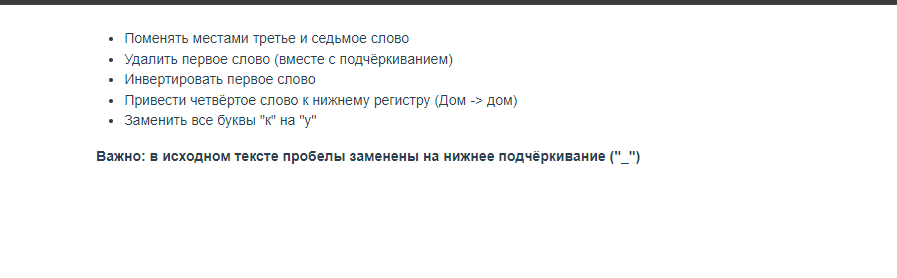 Поменять местами третье и седьмое слово
Удалить первое слово (вместе с подчёркиванием)
Инвертировать первое слово
Привести четвёртое слово к нижнему регистру (Дом -> дом)
Заменить все буквы "к" на "у"
Важно: в исходном тексте пробелы заменены на нижнее подчёркивание ("_")